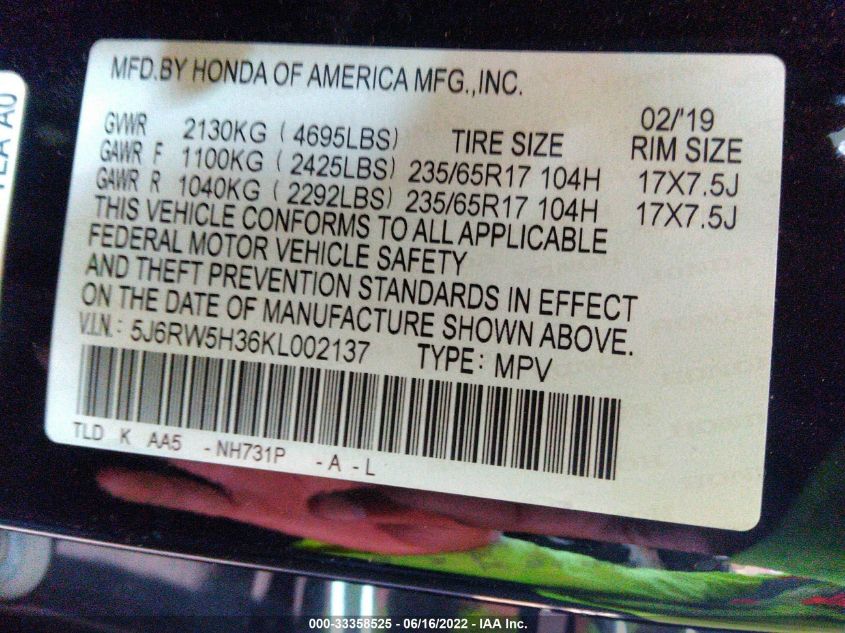 MFD.BY HONDA OF AMERICA MFG.,INC.
02/'19
GVWR 2130KG (4695LBS) TIRE SIZE RIM SIZE
GAWR F 1100KG (2425LBS) 235/65R17 104H 17X7.5J
GAWR R 1040KG (2292LBS) 235/65R17 104H 17X7.5J
THIS VEHICLE CONFORMS TO ALL APPLICABLE
FEDERAL MOTOR VEHICLE SAFETY
AND THEFT PREVENTION STANDARDS IN EFFECT
ON THE DATE OF MANUFACTURE SHOWN ABOVE.
V.I.N.: 5J6RW5H36KL002137 TYPE: MPV
TLD K AA5 -NH731P -A-L
000-33358525 - 06/16/2022 - IAA Inc.